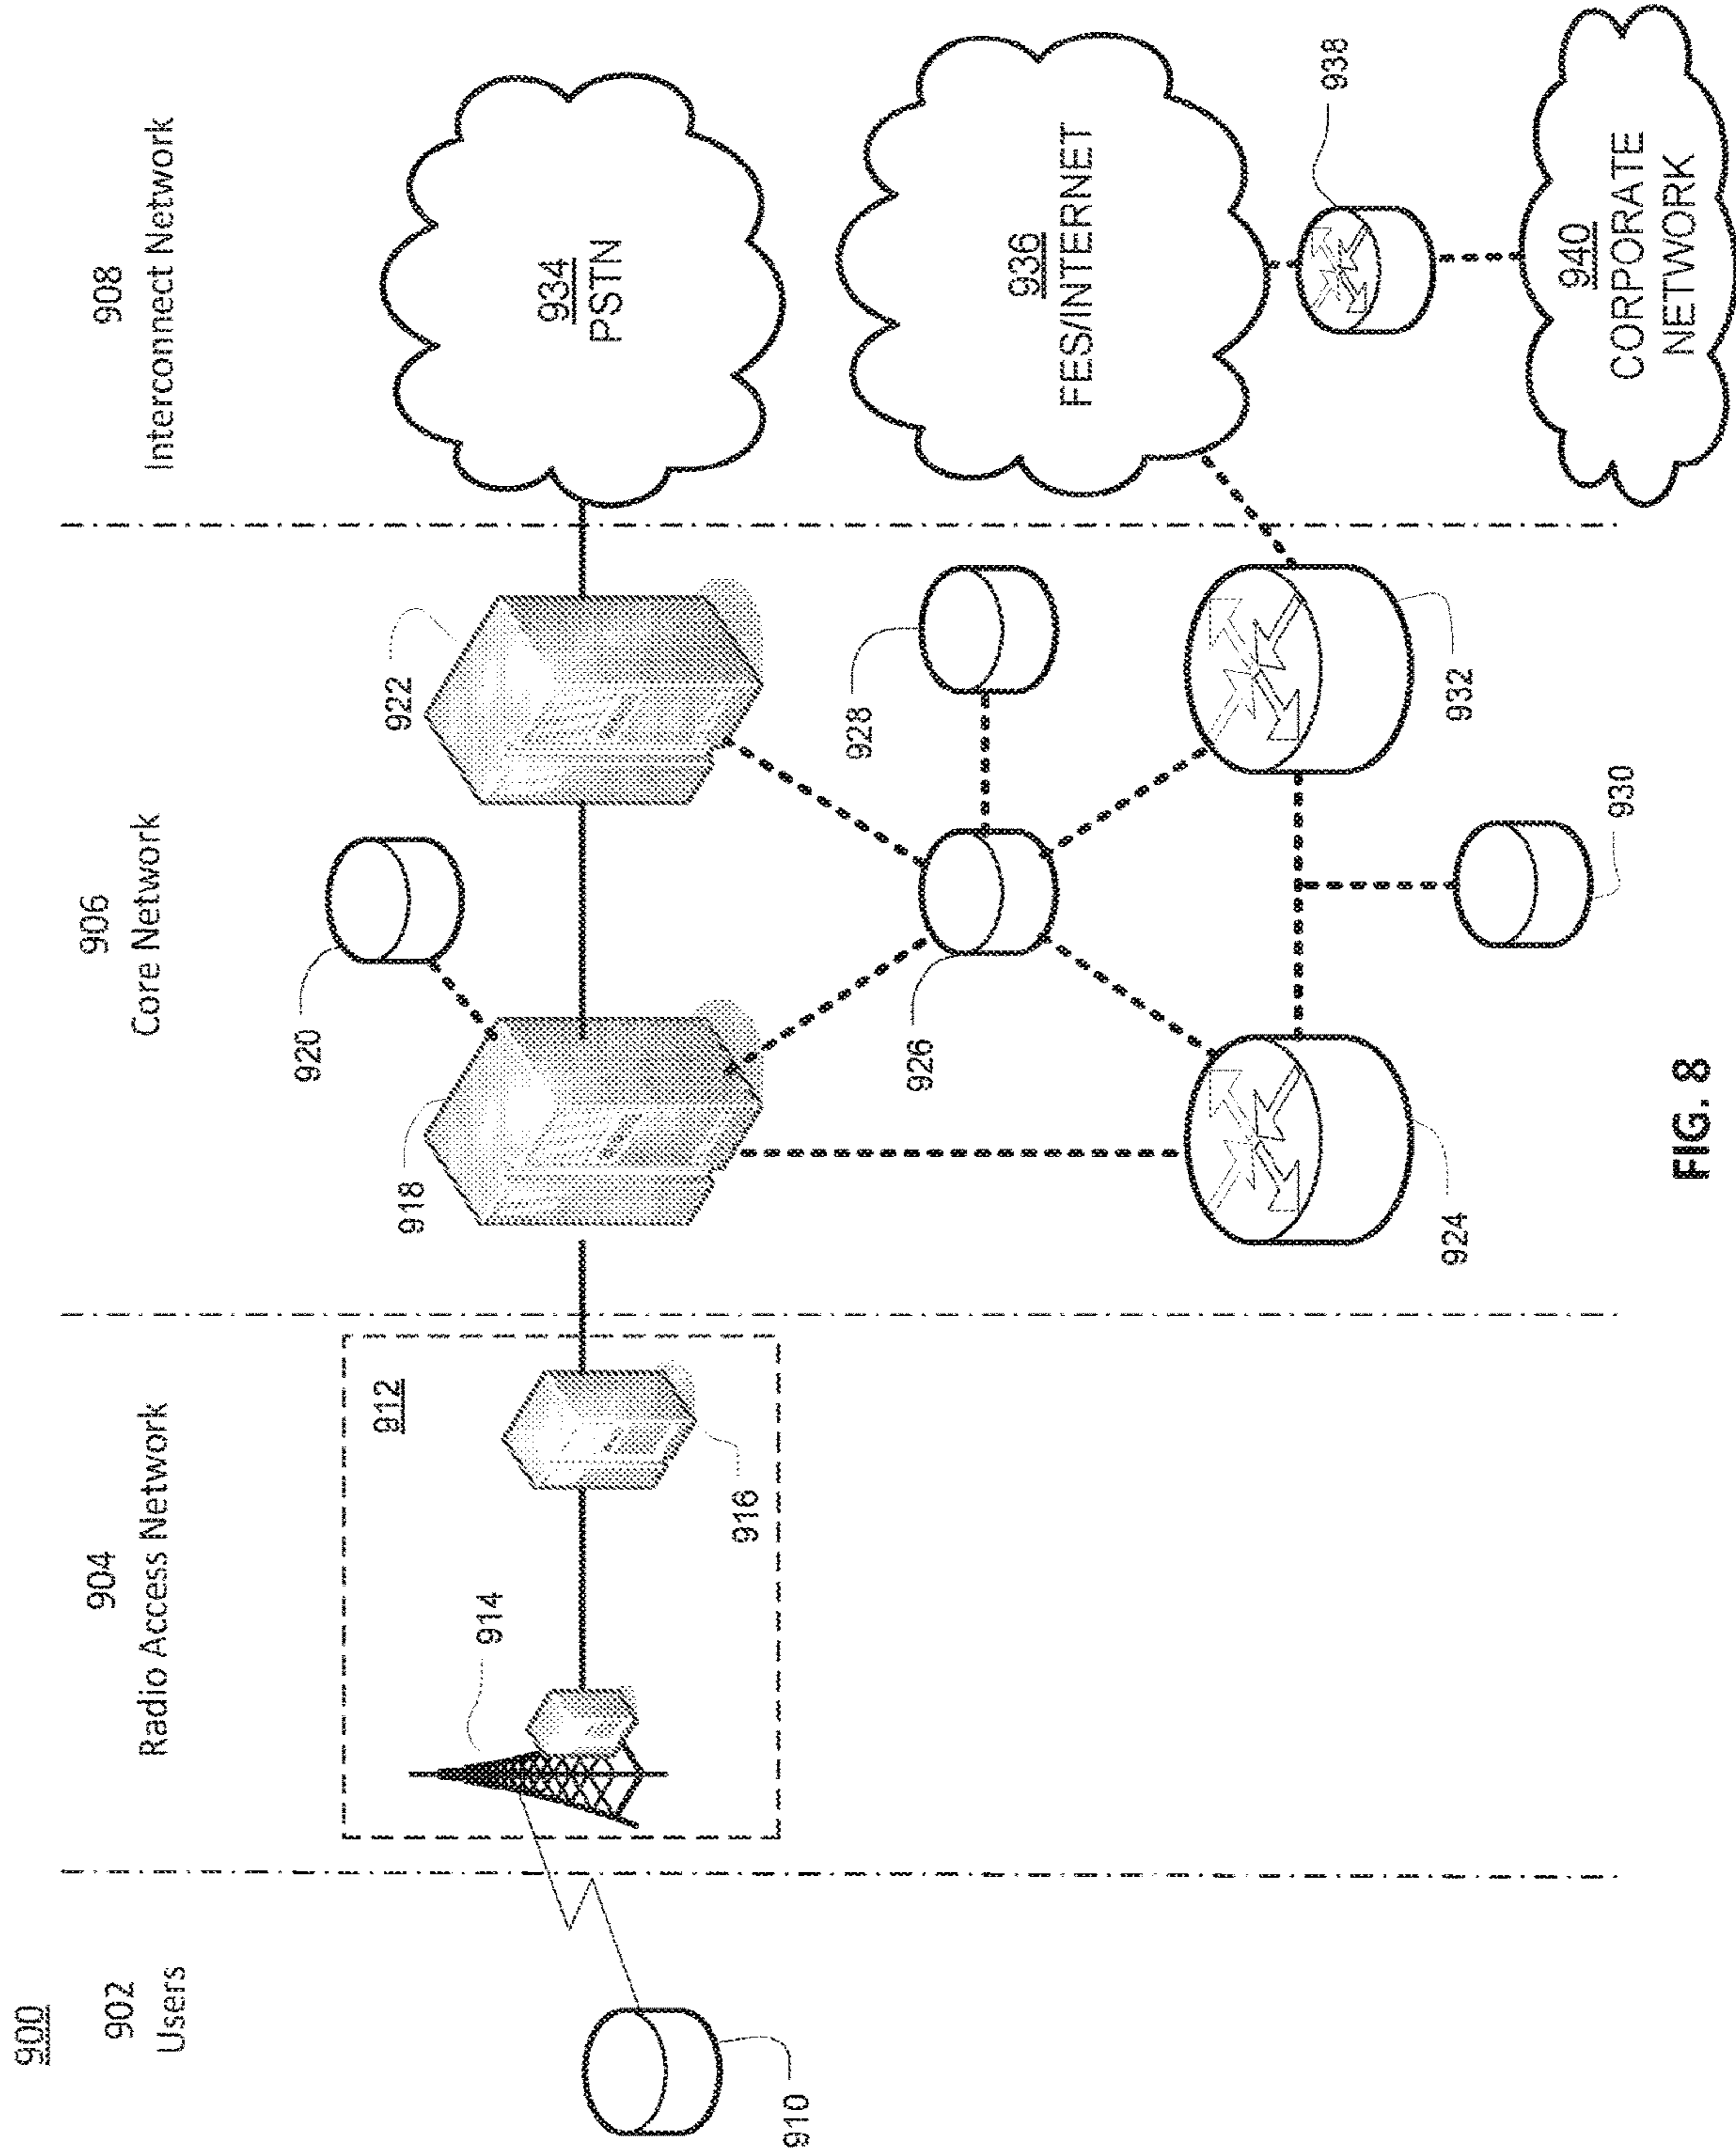 900
902
Users
904
Radio Access Network
906
Core Network
908
Interconnect Network
910
912
914
916
918
920
922
924
926
928
930
932
934
PSTN
936
FES/INTERNET
938
940
CORPORATE
NETWORK
FIG. 8